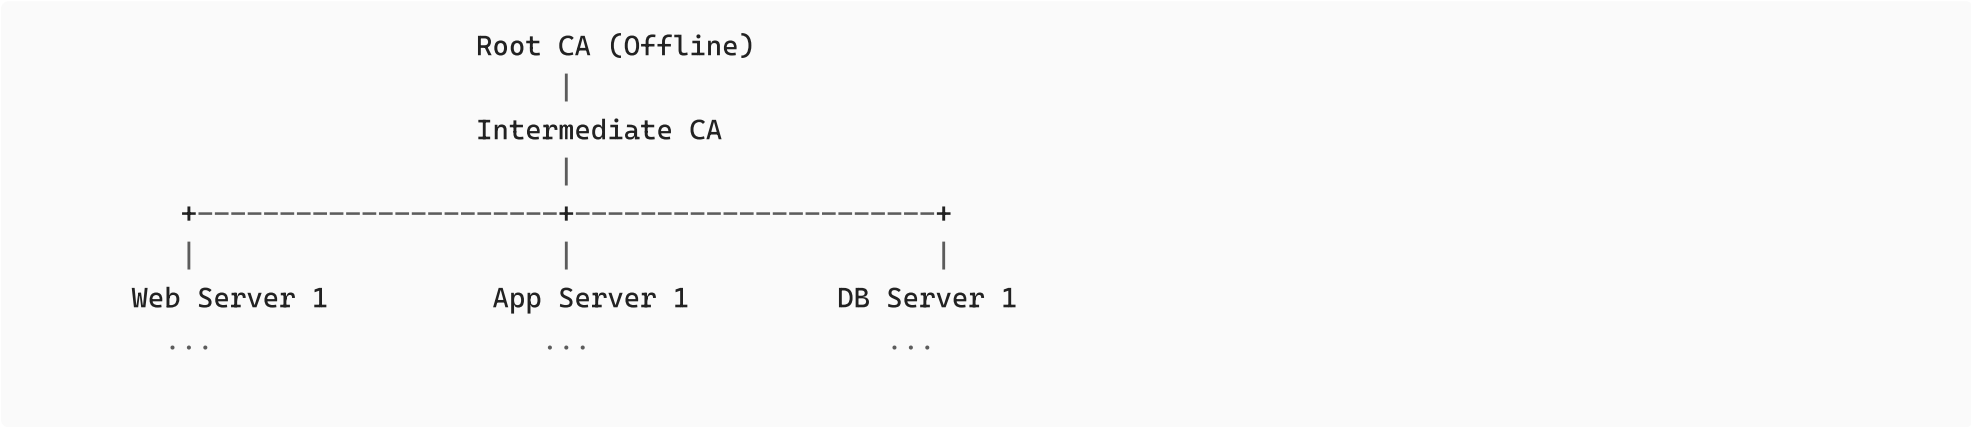 Root CA (Offline)
|
Intermediate CA
|
+----------------------+----------------------+
| | |
Web Server 1 App Server 1 DB Server 1
... ... ...